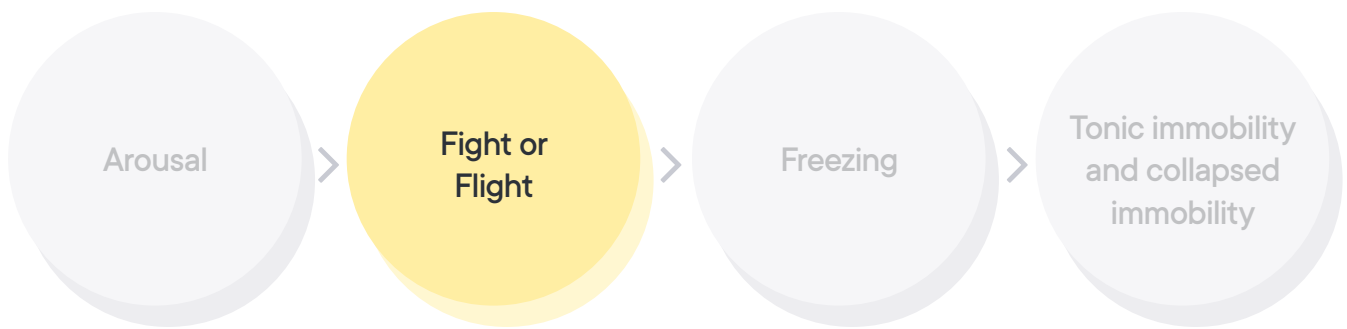 Arousal
Fight or
Flight
Freezing
Tonic immobility
and collapsed
immobility